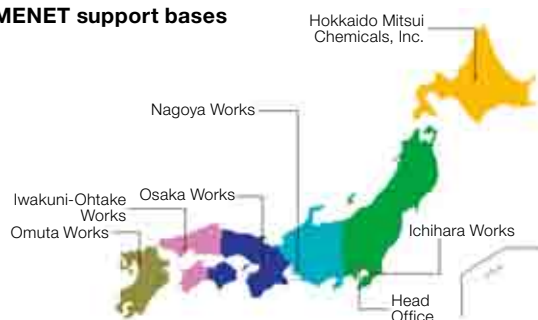 MENET support bases
Hokkaido Mitsui
Chemicals, Inc.
Nagoya Works
Iwakuni-Ohtake
Works
Osaka Works
Omuta Works
Ichihara Works
Head
Office